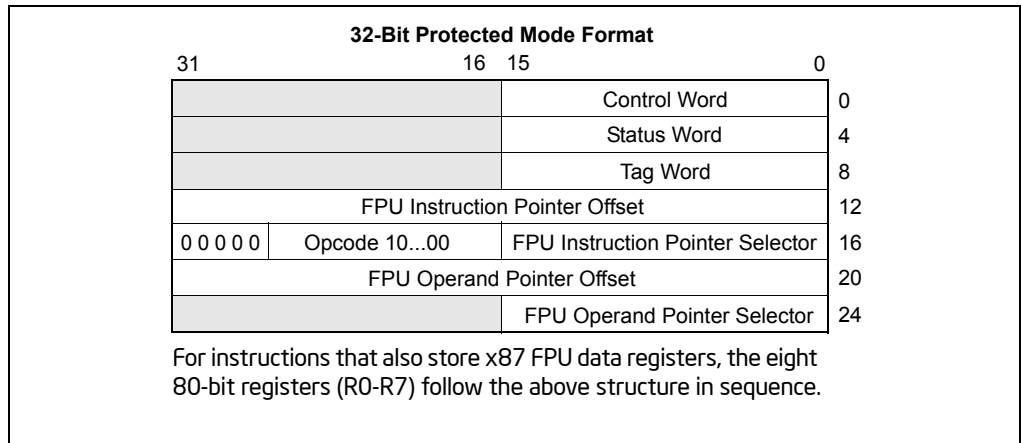 32-Bit Protected Mode Format
31 16 15 0
Control Word 0
Status Word 4
Tag Word 8
FPU Instruction Pointer Offset 12
0 0 0 0 0 Opcode 10...00 FPU Instruction Pointer Selector 16
FPU Operand Pointer Offset 20
FPU Operand Pointer Selector 24
For instructions that also store x87 FPU data registers, the eight
80-bit registers (R0-R7) follow the above structure in sequence.